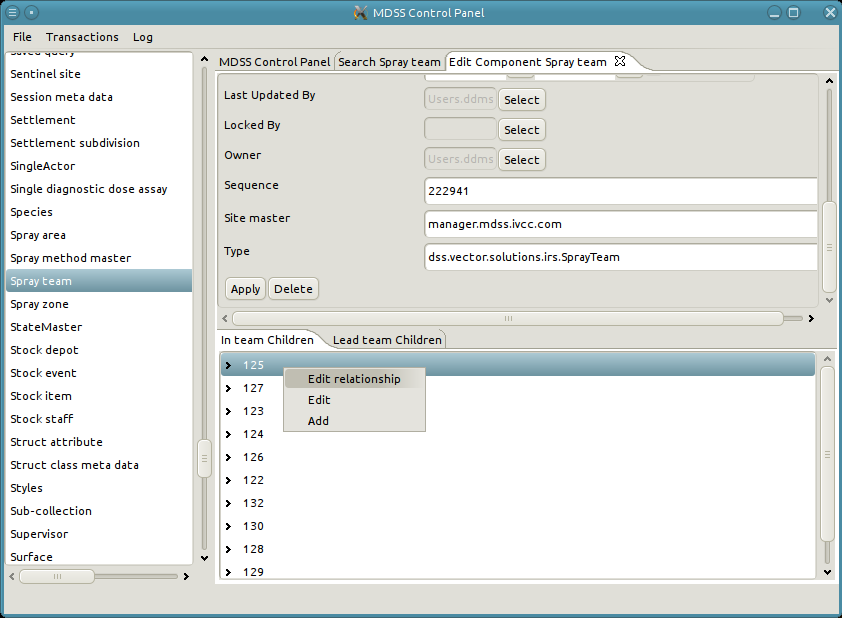 MDSS Control Panel
File Transactions Log
Saved query
Sentinel site
Session meta data
Settlement
Settlement subdivision
SingleActor
Single diagnostic dose assay
Species
Spray area
Spray method master
Spray team
Spray zone
StateMaster
Stock depot
Stock event
Stock item
Stock staff
Struct attribute
Struct class meta data
Styles
Sub-collection
Supervisor
Surface
MDSS Control Panel Search Spray team Edit Component Spray team
Last Updated By Users.ddms Select
Locked By Select
Owner Users.ddms Select
Sequence 222941
Site master manager.mdss.ivcc.com
Type dss.vector.solutions.irs.SprayTeam
Apply Delete
In team Children Lead team Children
125
127
123
124
126
122
132
130
128
129
Edit relationship
Edit
Add